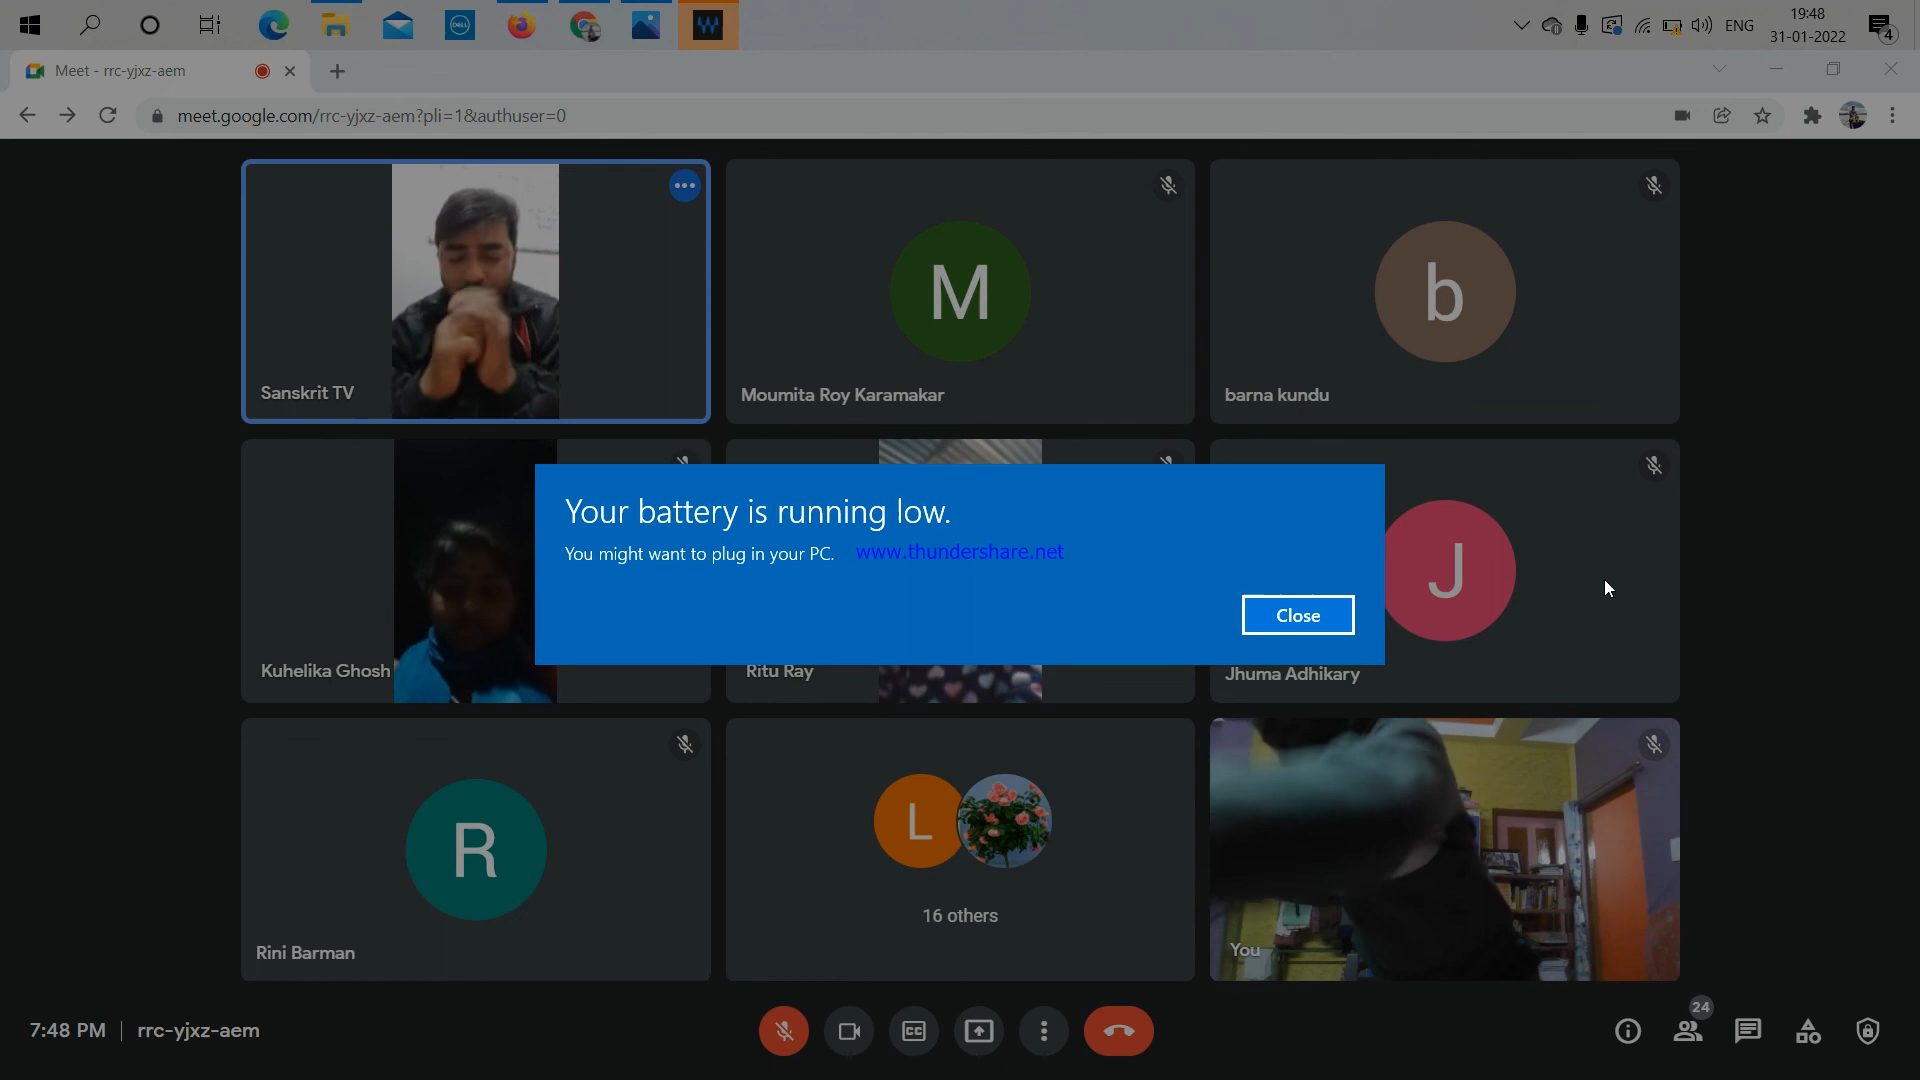 ENG
19:48
31-01-2022
4
Meet - rrc-yjxz-aem
meet.google.com/rrc-yjxz-aem?pli=1&authuser=0
Sanskrit TV
M
Moumita Roy Karamakar
b
barna kundu
Your battery is running low.
You might want to plug in your PC.
www.thundershare.net
Close
Kuhelika Ghosh
Ritu Ray
J
Jhuma Adhikary
R
Rini Barman
L
16 others
You
7:48 PM | rrc-yjxz-aem
CC
24